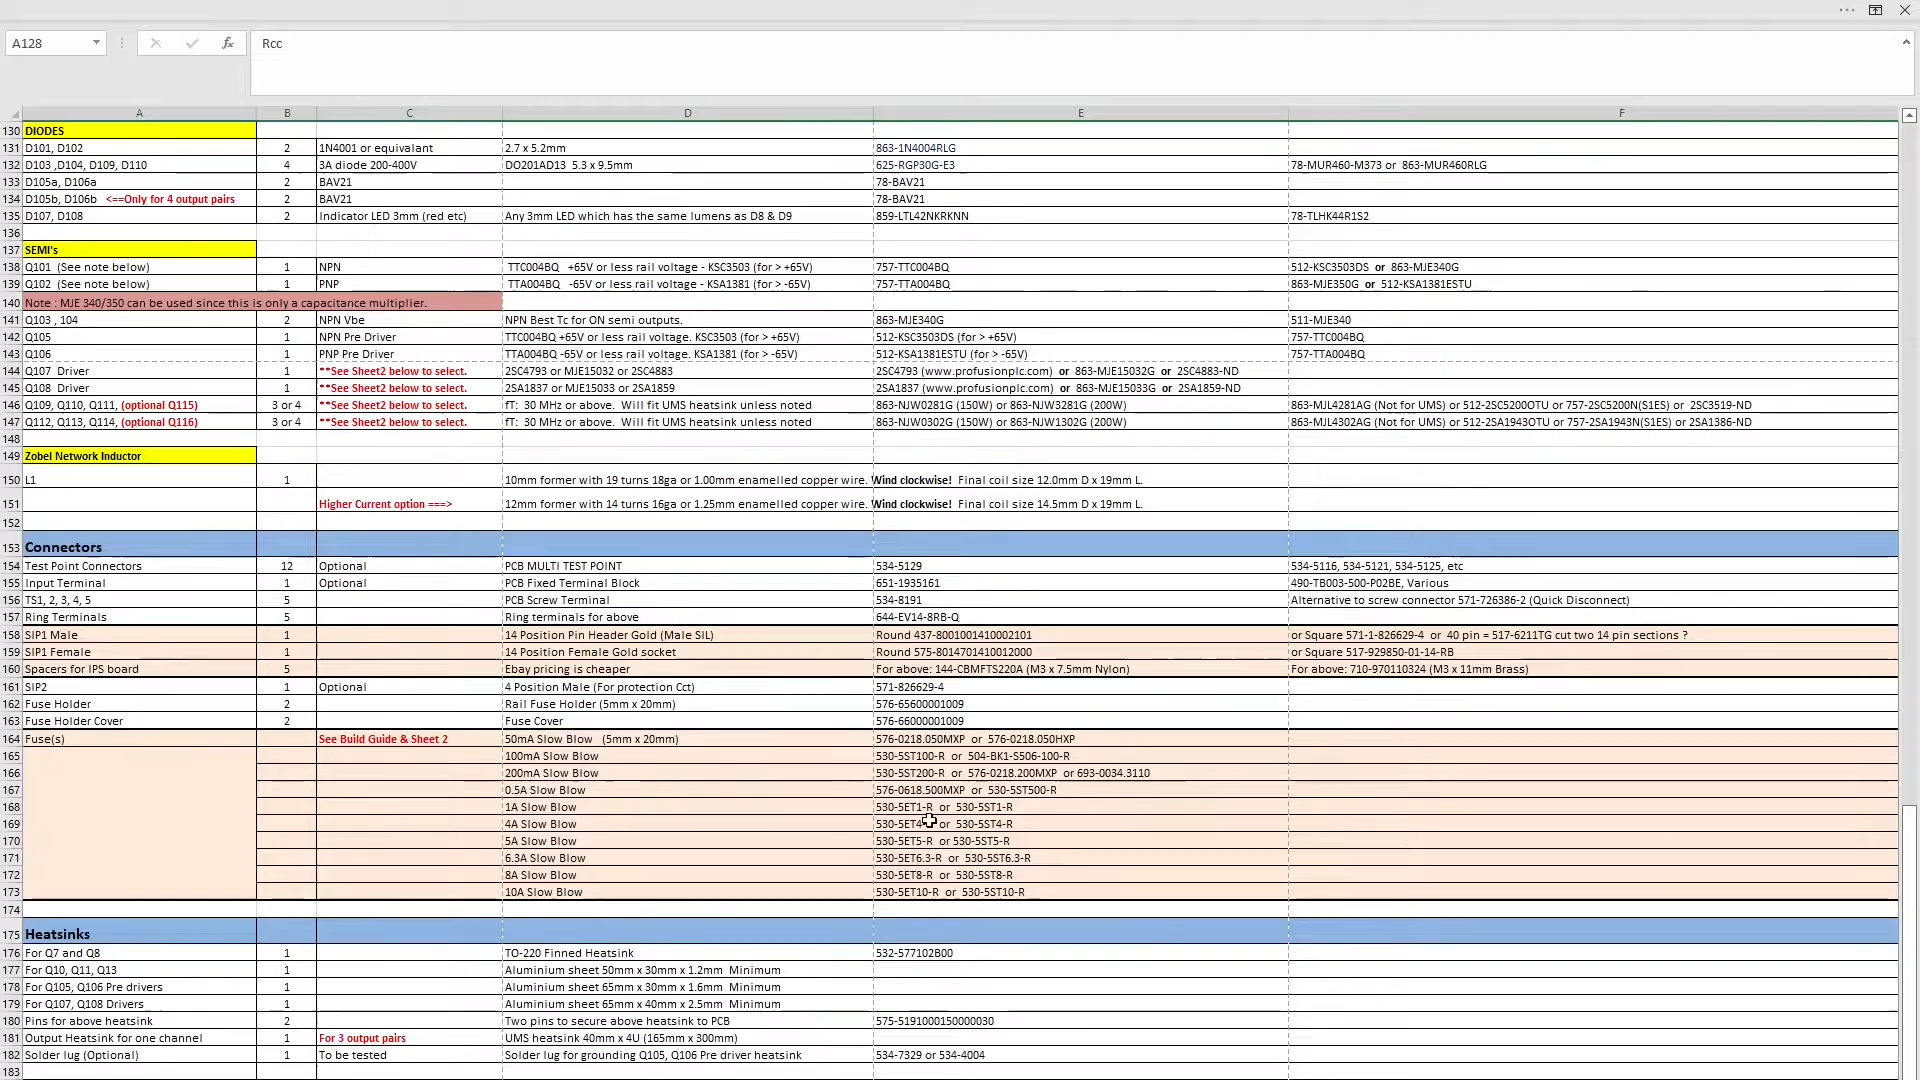 A128 fx Rcc
A B C D E F
130 DIODES
131 D101, D102 2 1N4001 or equivalant 2.7 x 5.2mm 863-1N4004RLG
132 D103 ,D104, D109, D110 4 3A diode 200-400V DO201AD13 5.3 x 9.5mm 625-RGP30G-E3 78-MUR460-M373 or 863-MUR460RLG
133 D105a, D106a 2 BAV21 78-BAV21
134 D105b, D106b <==Only for 4 output pairs 2 BAV21 78-BAV21
135 D107, D108 2 Indicator LED 3mm (red etc) Any 3mm LED which has the same lumens as D8 & D9 859-LTL42NKRKNN 78-TLHK44R1S2
136
137 SEMI's
138 Q101 (See note below) 1 NPN TTC004BQ +65V or less rail voltage - KSC3503 (for > +65V) 757-TTC004BQ 512-KSC3503DS or 863-MJE340G
139 Q102 (See note below) 1 PNP TTA004BQ -65V or less rail voltage - KSA1381 (for > -65V) 757-TTA004BQ 863-MJE350G or 512-KSA1381ESTU
140 Note : MJE 340/350 can be used since this is only a capacitance multiplier.
141 Q103 , 104 2 NPN Vbe NPN Best Tc for ON semi outputs. 863-MJE340G 511-MJE340
142 Q105 1 NPN Pre Driver TTC004BQ +65V or less rail voltage. KSC3503 (for > +65V) 512-KSC3503DS (for > +65V) 757-TTC004BQ
143 Q106 1 PNP Pre Driver TTA004BQ -65V or less rail voltage. KSA1381 (for > -65V) 512-KSA1381ESTU (for > -65V) 757-TTA004BQ
144 Q107 Driver 1 **See Sheet2 below to select. 2SC4793 or MJE15032 or 2SC4883 2SC4793 (www.profusionplc.com) or 863-MJE15032G or 2SC4883-ND
145 Q108 Driver 1 **See Sheet2 below to select. 2SA1837 or MJE15033 or 2SA1859 2SA1837 (www.profusionplc.com) or 863-MJE15033G or 2SA1859-ND
146 Q109, Q110, Q111, (optional Q115) 3 or 4 **See Sheet2 below to select. fT: 30 MHz or above. Will fit UMS heatsink unless noted 863-NJW0281G (150W) or 863-NJW3281G (200W) 863-MJL4281AG (Not for UMS) or 512-2SC5200OTU or 757-2SC5200N(S1ES) or 2SC3519-ND
147 Q112, Q113, Q114, (optional Q116) 3 or 4 **See Sheet2 below to select. fT: 30 MHz or above. Will fit UMS heatsink unless noted 863-NJW0302G (150W) or 863-NJW1302G (200W) 863-MJL4302AG (Not for UMS) or 512-2SA1943OTU or 757-2SA1943N(S1ES) or 2SA1386-ND
148
149 Zobel Network Inductor
150 L1 1 10mm former with 19 turns 18ga or 1.00mm enamelled copper wire. Wind clockwise! Final coil size 12.0mm D x 19mm L.
151 Higher Current option ===> 12mm former with 14 turns 16ga or 1.25mm enamelled copper wire. Wind clockwise! Final coil size 14.5mm D x 19mm L.
152
153 Connectors
154 Test Point Connectors 12 Optional PCB MULTI TEST POINT 534-5129 534-5116, 534-5121, 534-5125, etc
155 Input Terminal 1 Optional PCB Fixed Terminal Block 651-1935161 490-TB003-500-P02BE, Various
156 TS1, 2, 3, 4, 5 5 PCB Screw Terminal 534-8191 Alternative to screw connector 571-726386-2 (Quick Disconnect)
157 Ring Terminals 5 Ring terminals for above 644-EV14-8RB-Q
158 SIP1 Male 1 14 Position Pin Header Gold (Male SIL) Round 437-8001001410002101 or Square 571-1-826629-4 or 40 pin = 517-6211TG cut two 14 pin sections ?
159 SIP1 Female 1 14 Position Female Gold socket Round 575-8014701410012000 or Square 517-929850-01-14-RB
160 Spacers for IPS board 5 Ebay pricing is cheaper For above: 144-CBMFTS220A (M3 x 7.5mm Nylon) For above: 710-970110324 (M3 x 11mm Brass)
161 SIP2 1 Optional 4 Position Male (For protection Cct) 571-826629-4
162 Fuse Holder 2 Rail Fuse Holder (5mm x 20mm) 576-65600001009
163 Fuse Holder Cover 2 Fuse Cover 576-66000001009
164 Fuse(s) See Build Guide & Sheet 2 50mA Slow Blow (5mm x 20mm) 576-0218.050MXP or 576-0218.050HXP
165 100mA Slow Blow 530-5ST100-R or 504-BK1-S506-100-R
166 200mA Slow Blow 530-5ST200-R or 576-0218.200MXP or 693-0034.3110
167 0.5A Slow Blow 576-0618.500MXP or 530-5ST500-R
168 1A Slow Blow 530-5ET1-R or 530-5ST1-R
169 4A Slow Blow 530-5ET4 or 530-5ST4-R
170 5A Slow Blow 530-5ET5-R or 530-5ST5-R
171 6.3A Slow Blow 530-5ET6.3-R or 530-5ST6.3-R
172 8A Slow Blow 530-5ET8-R or 530-5ST8-R
173 10A Slow Blow 530-5ET10-R or 530-5ST10-R
174
175 Heatsinks
176 For Q7 and Q8 1 TO-220 Finned Heatsink 532-577102B00
177 For Q10, Q11, Q13 1 Aluminium sheet 50mm x 30mm x 1.2mm Minimum
178 For Q105, Q106 Pre drivers 1 Aluminium sheet 65mm x 30mm x 1.6mm Minimum
179 For Q107, Q108 Drivers 1 Aluminium sheet 65mm x 40mm x 2.5mm Minimum
180 Pins for above heatsink 2 Two pins to secure above heatsink to PCB 575-5191000150000030
181 Output Heatsink for one channel 1 For 3 output pairs UMS heatsink 40mm x 4U (165mm x 300mm)
182 Solder lug (Optional) 1 To be tested Solder lug for grounding Q105, Q106 Pre driver heatsink 534-7329 or 534-4004
183